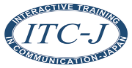 INTERACTIVE TRAINING
ITC-J
IN COMMUNICATION-JAPAN